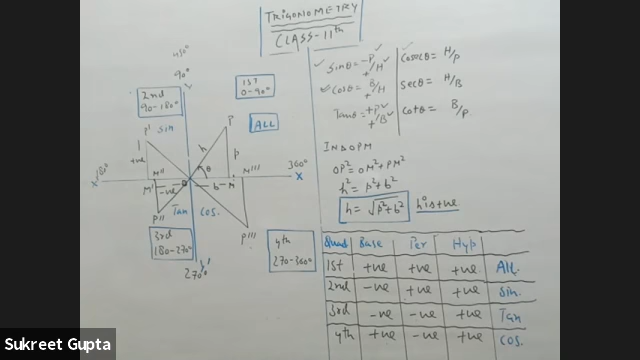 TRIGONOMETRY
CLASS-11th
450°
90°
Y
2nd
90-180°
1ST
0-90°
ALL
Sin
P'
P
+ve
h
P
θ
180°
X'
M'
M''
-ve
O
b
M
M'''
360°
X
P''
Tan
COS.
P'''
3rd
180-270°
4th
270-360°
270°
Y'
Sinθ = P/H
Cosθ = B/H
Tanθ = +P/+B
Cosecθ = H/P
Secθ = H/B
Cotθ = B/P
IN ΔOPM
OP² = OM² + PM²
h² = p² + b²
h = √p²+b²
h is +ve
Quad Base Per Hyp
1st +ve +ve +ve ALL
2nd -ve +ve +ve Sin.
3rd -ve -ve +ve Tan
4th +ve -ve +ve COS.
Sukreet Gupta